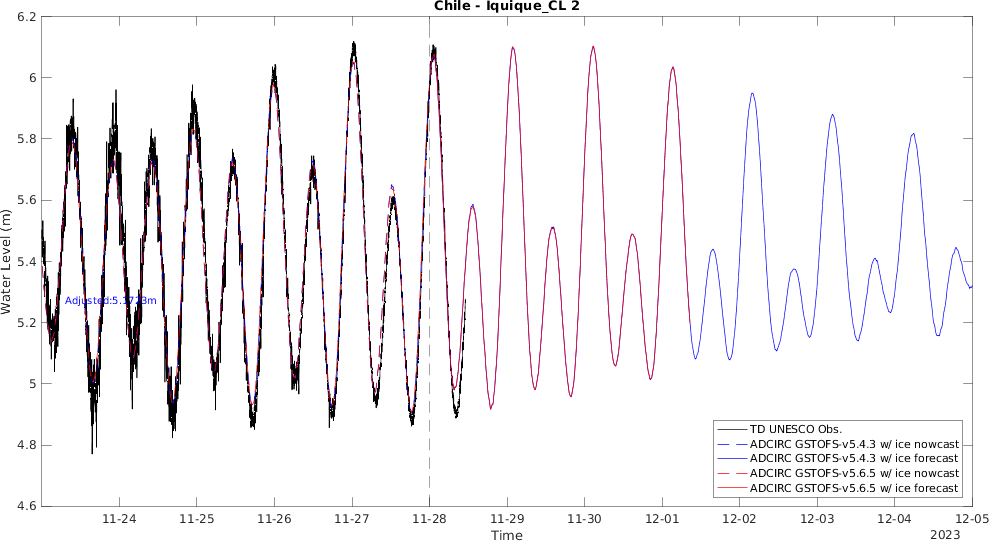 Chile - Iquique_CL 2
6.2
6
5.8
5.6
5.4
5.2
5
4.8
4.6
Water Level (m)
Adjusted:5.1723m
TD UNESCO Obs.
ADCIRC GSTOFS-v5.4.3 w/ ice nowcast
ADCIRC GSTOFS-v5.4.3 w/ ice forecast
ADCIRC GSTOFS-v5.6.5 w/ ice nowcast
ADCIRC GSTOFS-v5.6.5 w/ ice forecast
11-24 11-25 11-26 11-27 11-28 11-29 11-30 12-01 12-02 12-03 12-04 12-05
Time
2023